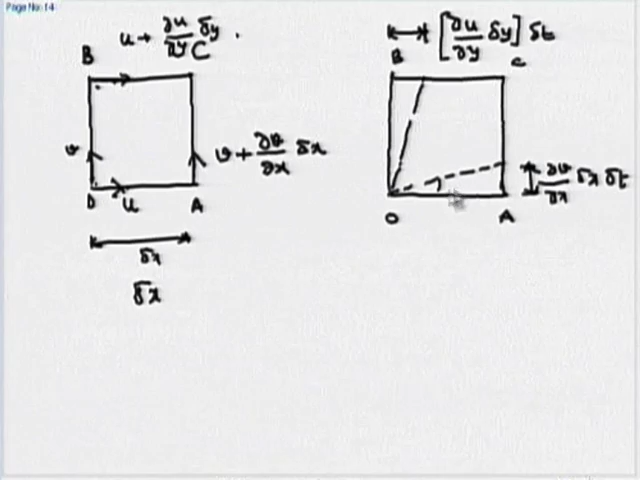 Page No: 14
u + ∂u/∂y δy .
B
C
v
v + ∂v/∂x δx
O
u
A
δx
δx
[∂u/∂y δy] δt
B
C
∂v/∂x δx δt
O
A